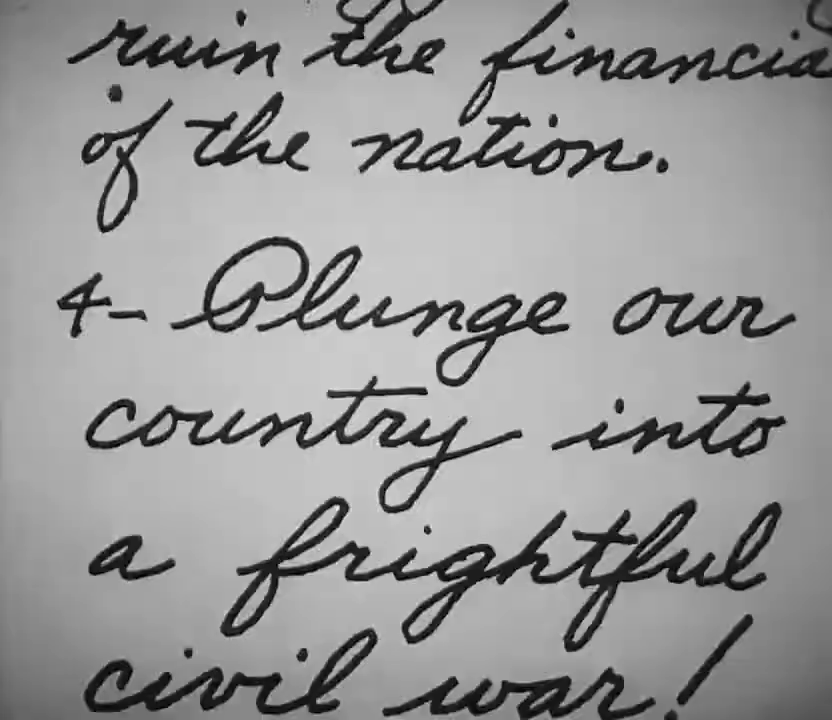 ruin the financia
of the nation.
4- Plunge our
country into
a frightful
civil war!